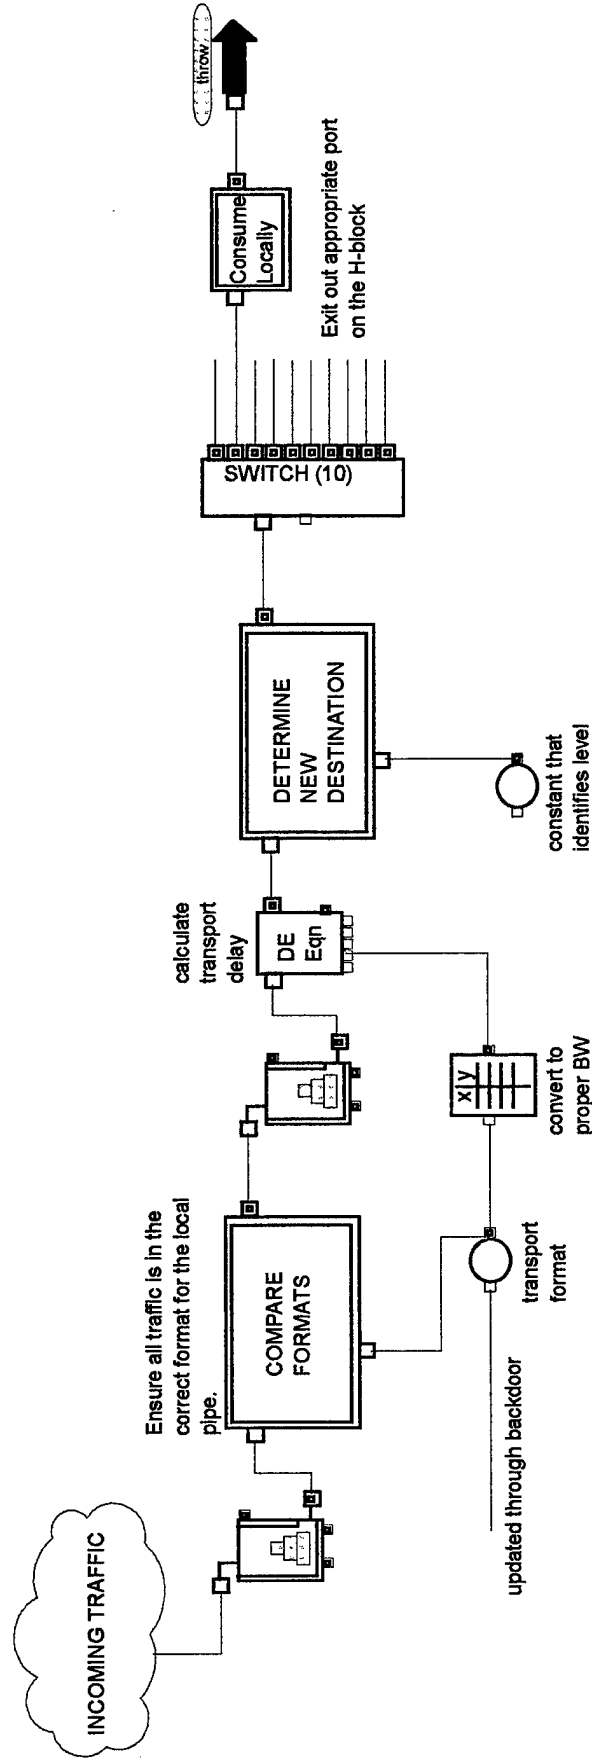 INCOMING TRAFFIC
Ensure all traffic is in the
correct format for the local
pipe.
COMPARE
FORMATS
updated through backdoor
transport
format
convert to
proper BW
x y
calculate
transport
delay
DE
Eqn
DETERMINE
NEW
DESTINATION
constant that
identifies level
SWITCH (10)
Exit out appropriate port
on the H-block
Consume
Locally
throw